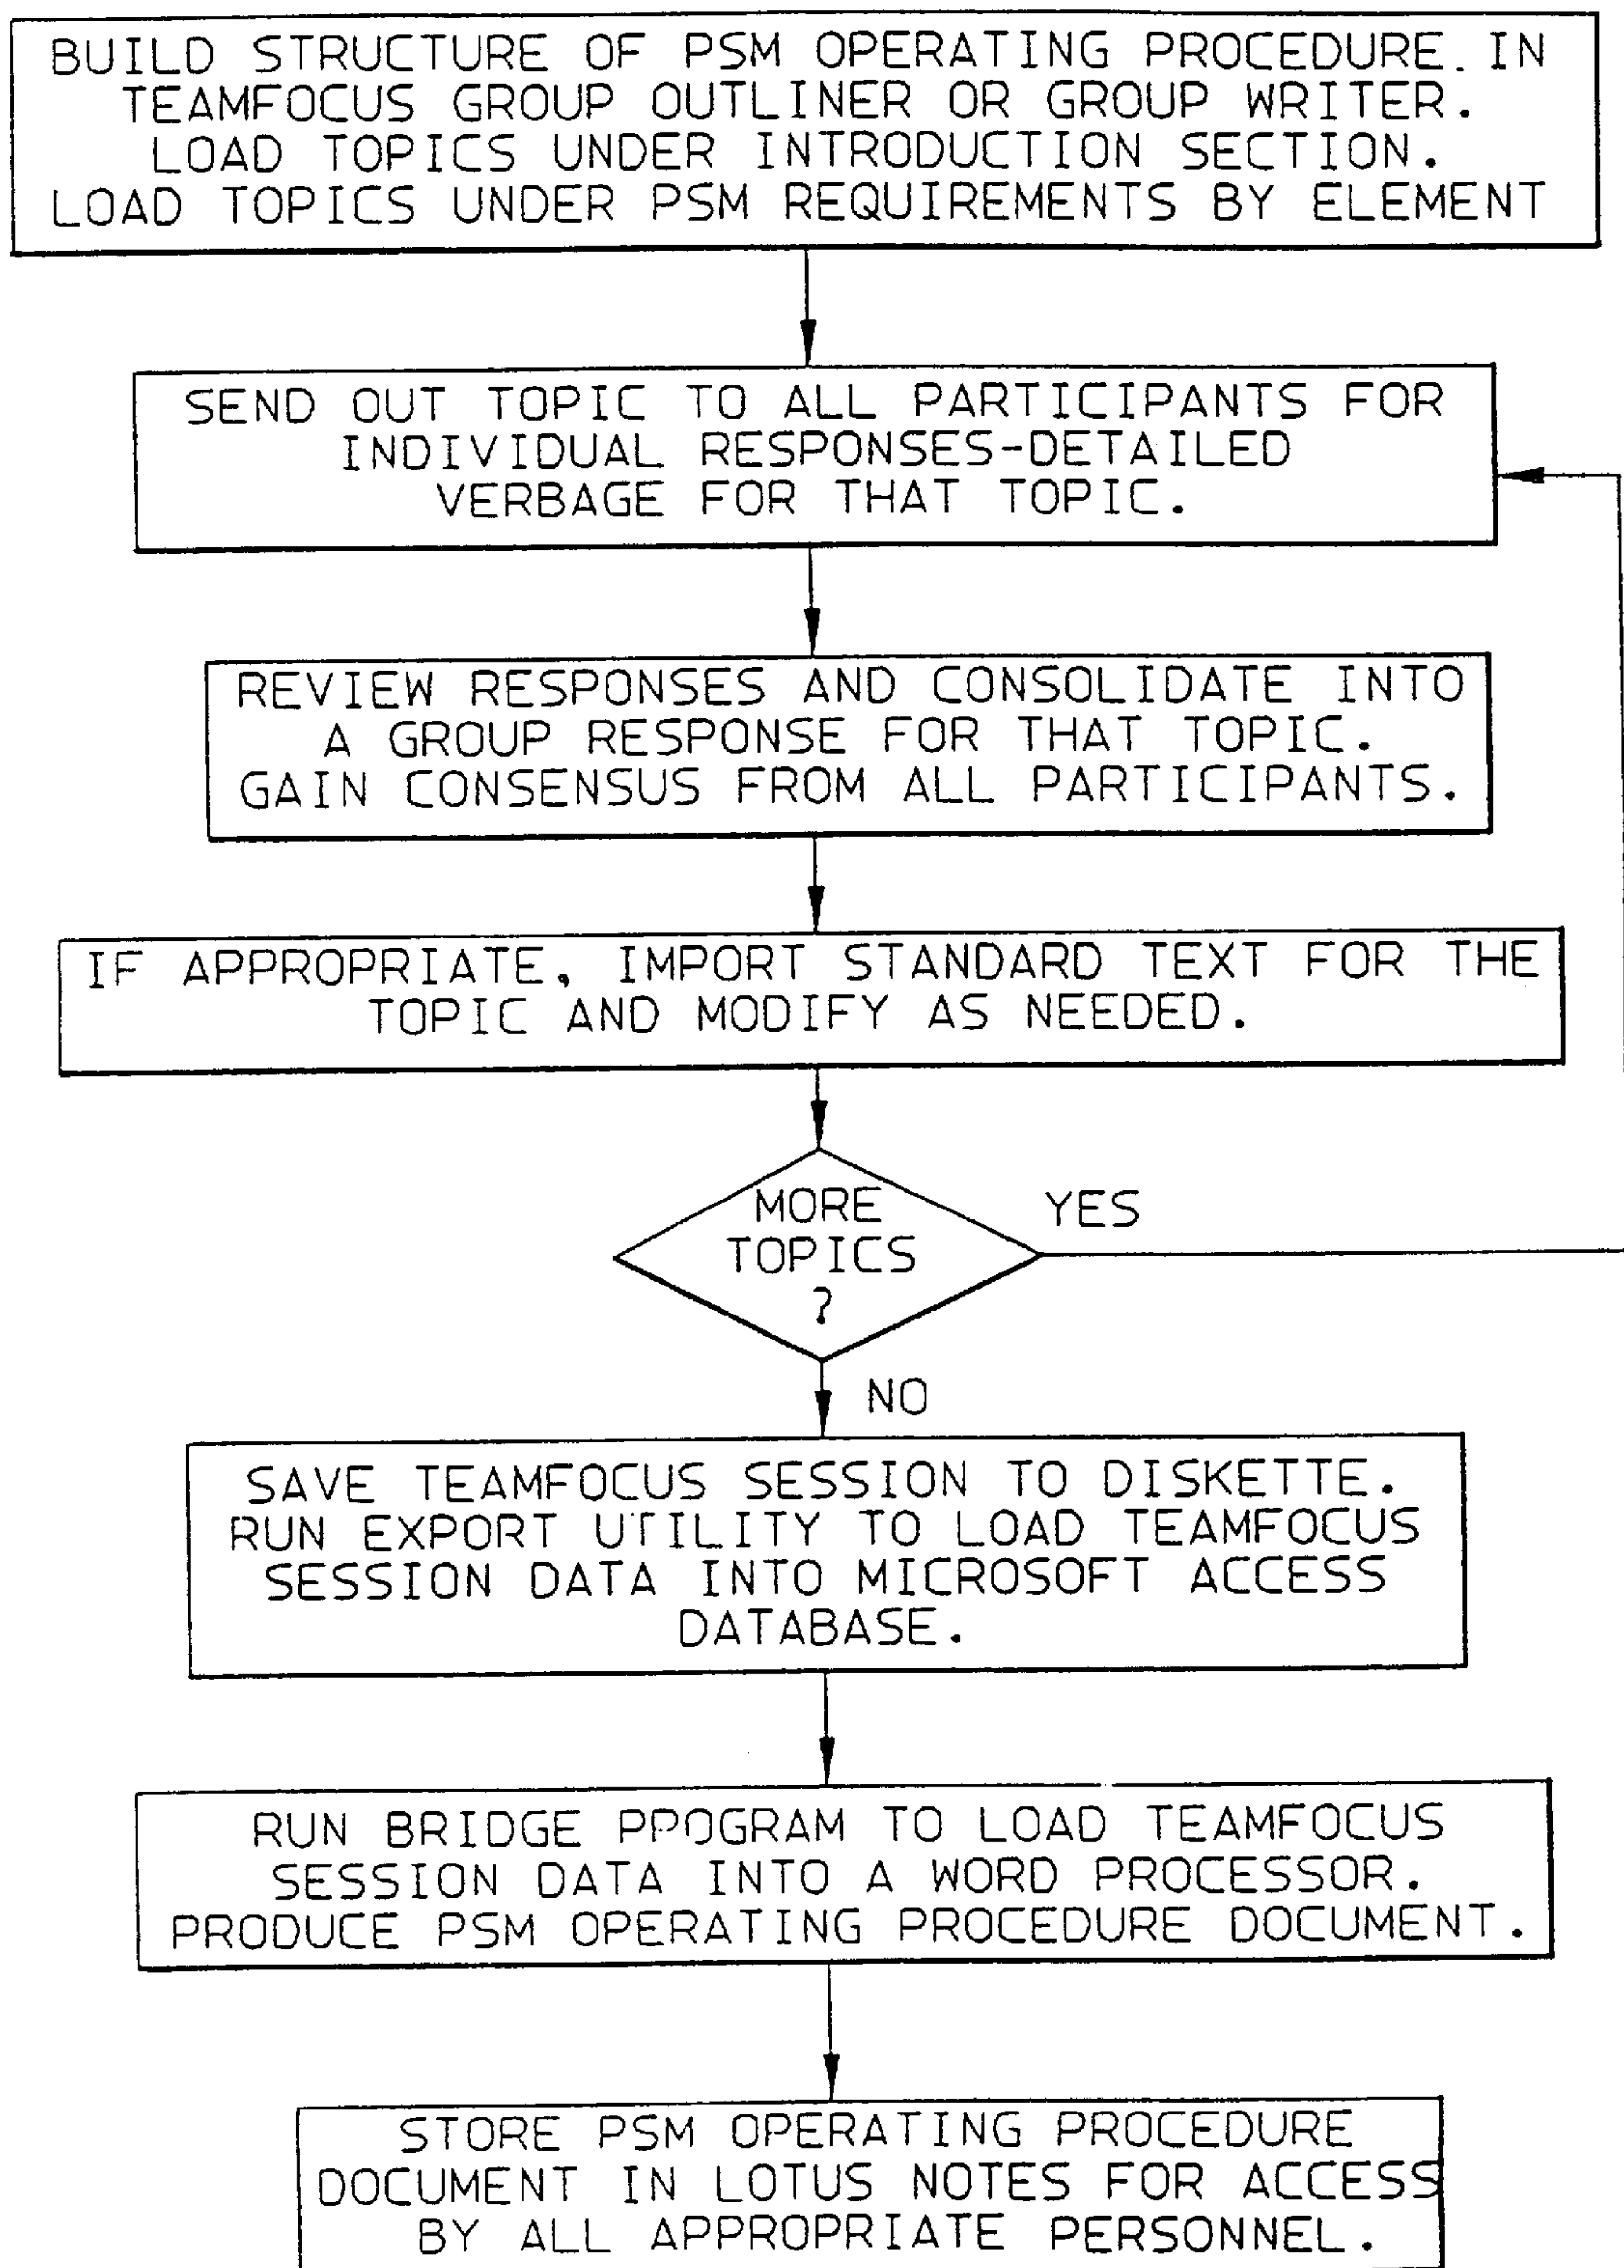 BUILD STRUCTURE OF PSM OPERATING PROCEDURE. IN
TEAMFOCUS GROUP OUTLINER OR GROUP WRITER.
LOAD TOPICS UNDER INTRODUCTION SECTION.
LOAD TOPICS UNDER PSM REQUIREMENTS BY ELEMENT
SEND OUT TOPIC TO ALL PARTICIPANTS FOR
INDIVIDUAL RESPONSES-DETAILED
VERBAGE FOR THAT TOPIC.
REVIEW RESPONSES AND CONSOLIDATE INTO
A GROUP RESPONSE FOR THAT TOPIC.
GAIN CONSENSUS FROM ALL PARTICIPANTS.
IF APPROPRIATE, IMPORT STANDARD TEXT FOR THE
TOPIC AND MODIFY AS NEEDED.
MORE
TOPICS
?
YES
NO
SAVE TEAMFOCUS SESSION TO DISKETTE.
RUN EXPORT UTILITY TO LOAD TEAMFOCUS
SESSION DATA INTO MICROSOFT ACCESS
DATABASE.
RUN BRIDGE PROGRAM TO LOAD TEAMFOCUS
SESSION DATA INTO A WORD PROCESSOR.
PRODUCE PSM OPERATING PROCEDURE DOCUMENT.
STORE PSM OPERATING PROCEDURE
DOCUMENT IN LOTUS NOTES FOR ACCESS
BY ALL APPROPRIATE PERSONNEL.